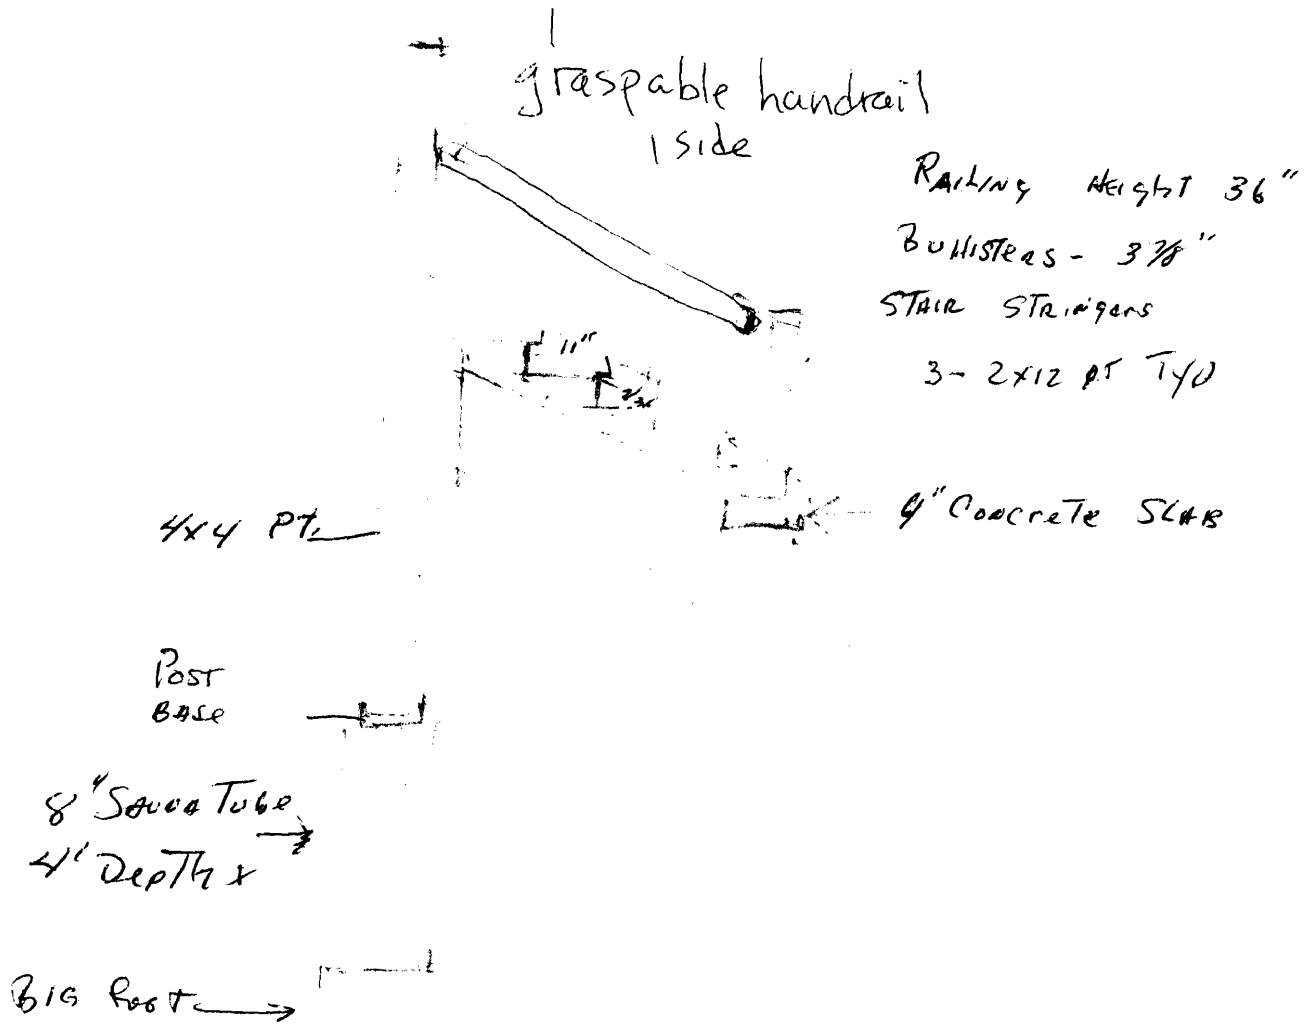 graspable handrail
1 side
Railing Height 36"
Bullisters - 3 7/8"
Stair Stringers
3- 2x12 PT Typ
11"
4x4 PT.
4" Concrete SLAB
Post
Base
8" Sauna Tube
4' Depth x
BIG Foot